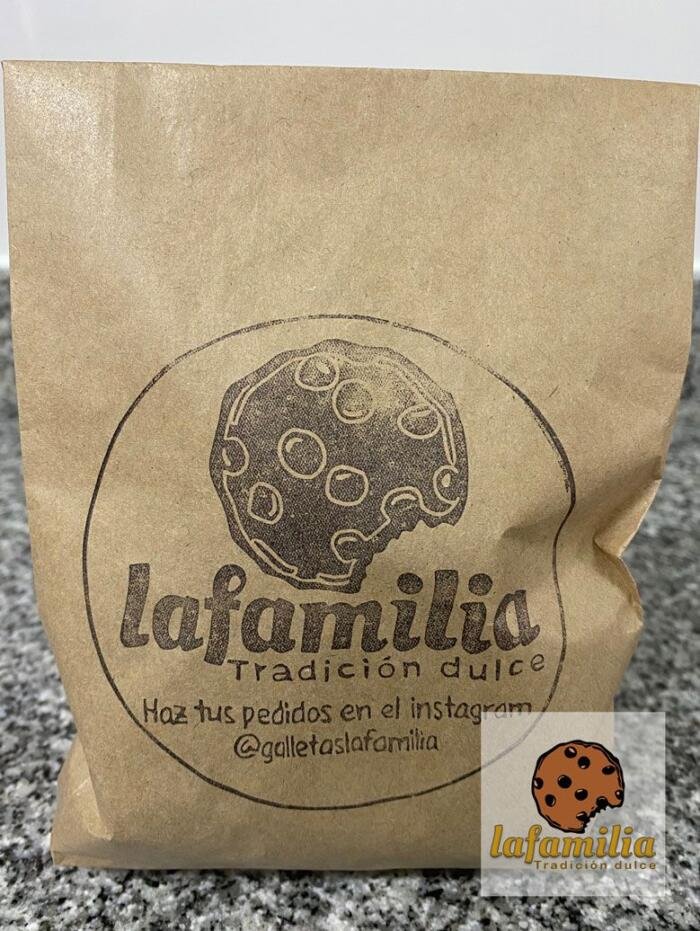 lafamilia
Tradición dulce
Haz tus pedidos en el instagram
@galletaslafamilia
lafamilia
Tradición dulce